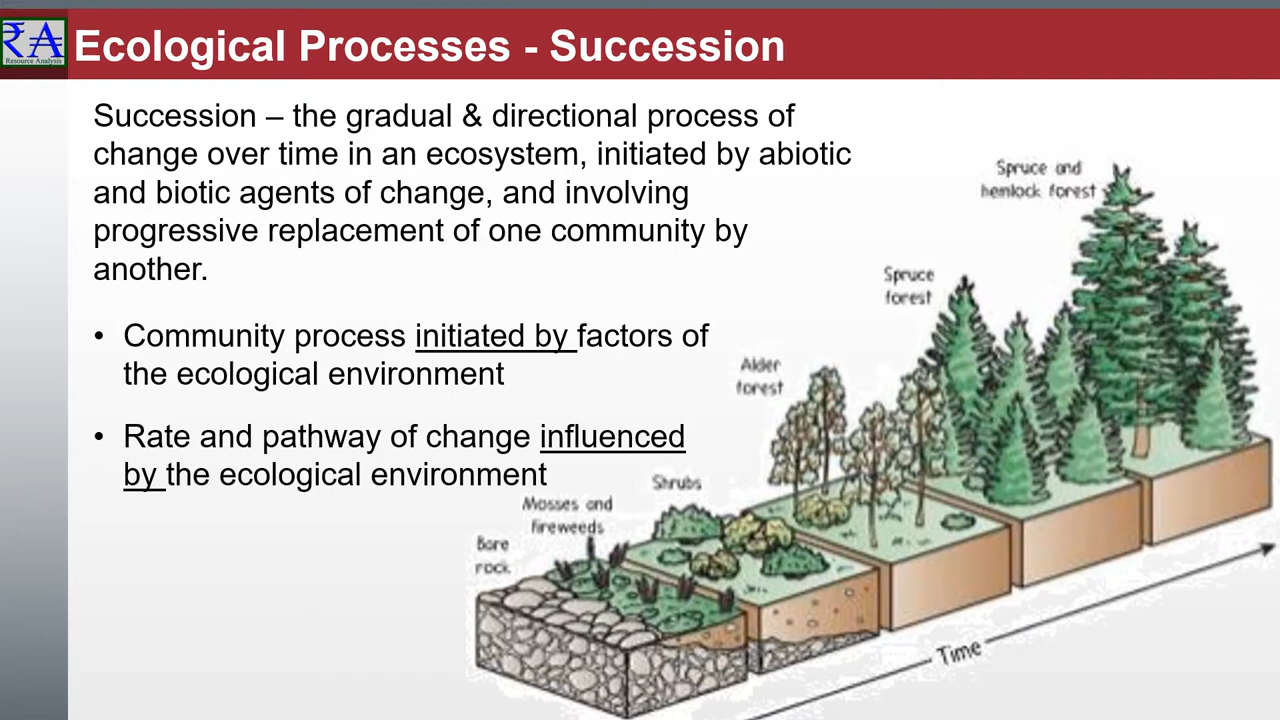 ₹A
Resource Analysis
Ecological Processes - Succession
Succession – the gradual & directional process of
change over time in an ecosystem, initiated by abiotic
and biotic agents of change, and involving
progressive replacement of one community by
another.
• Community process initiated by factors of
the ecological environment
• Rate and pathway of change influenced
by the ecological environment
Bare
rock
Mosses and
fireweeds
Shrubs
Alder
forest
Spruce
forest
Spruce and
hemlock forest
Time